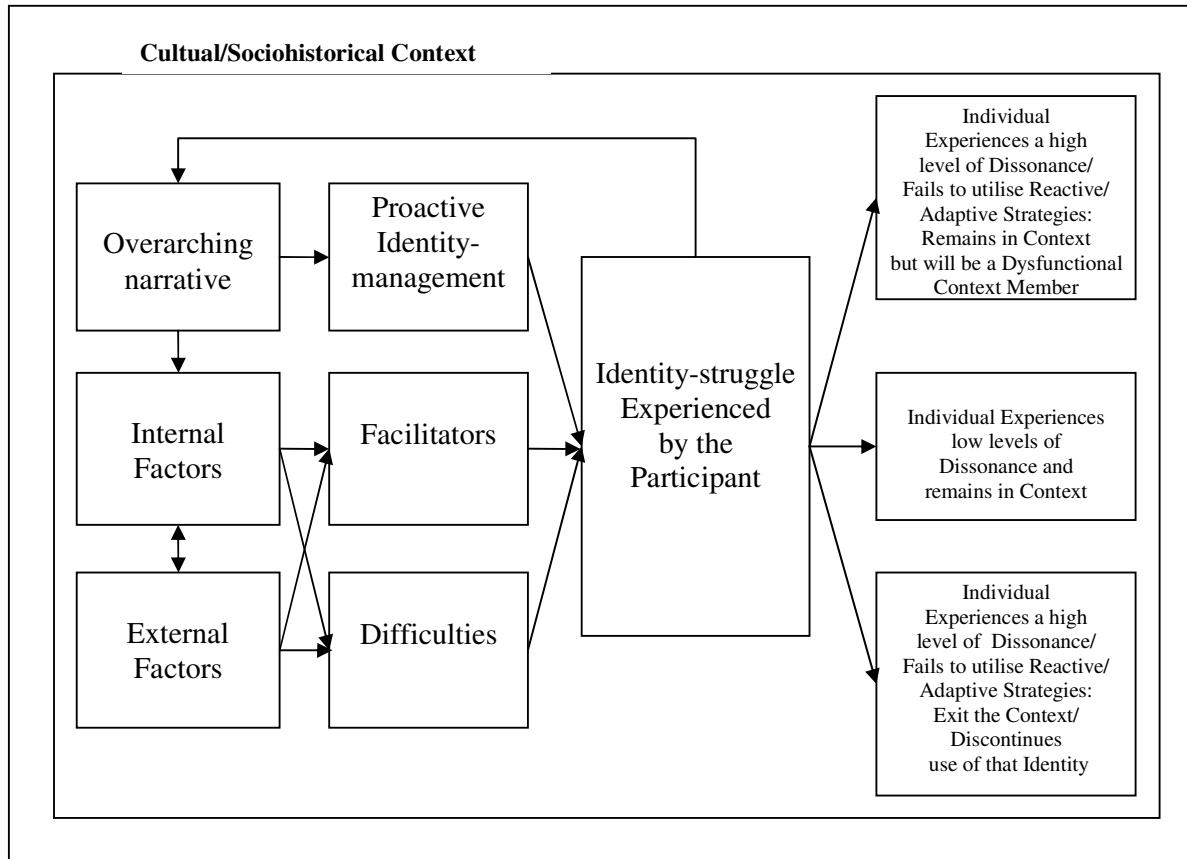 Cultual/Sociohistorical Context
Overarching
narrative
Proactive
Identity-
management
Internal
Factors
Facilitators
External
Factors
Difficulties
Identity-struggle
Experienced
by the
Participant
Individual
Experiences a high
level of Dissonance/
Fails to utilise Reactive/
Adaptive Strategies:
Remains in Context
but will be a Dysfunctional
Context Member
Individual Experiences
low levels of
Dissonance and
remains in Context
Individual
Experiences a high
level of Dissonance/
Fails to utilise Reactive/
Adaptive Strategies:
Exit the Context/
Discontinues
use of that Identity